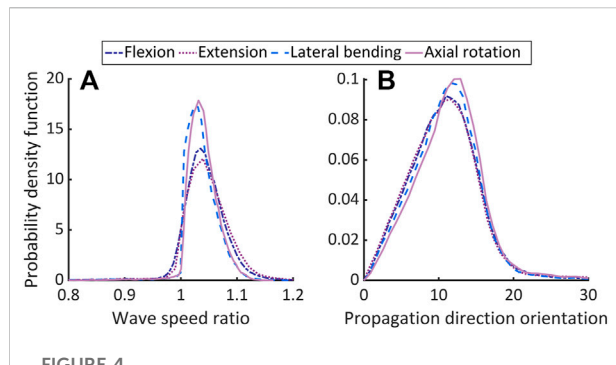 Flexion Extension Lateral bending Axial rotation
A
B
Probability density function
20
15
10
5
0
0.8 0.9 1 1.1 1.2
Wave speed ratio
0.1
0.08
0.06
0.04
0.02
0
0 10 20 30
Propagation direction orientation
FIGURE 4